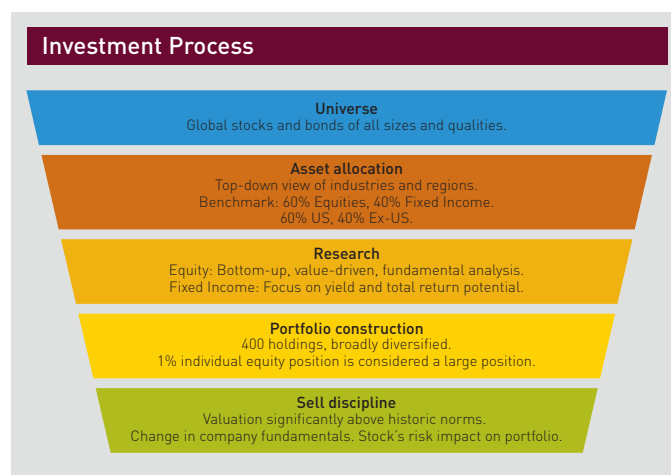 Investment Process
Universe
Global stocks and bonds of all sizes and qualities.
Asset allocation
Top-down view of industries and regions.
Benchmark: 60% Equities, 40% Fixed Income.
60% US, 40% Ex-US.
Research
Equity: Bottom-up, value-driven, fundamental analysis.
Fixed Income: Focus on yield and total return potential.
Portfolio construction
400 holdings, broadly diversified.
1% individual equity position is considered a large position.
Sell discipline
Valuation significantly above historic norms.
Change in company fundamentals. Stock's risk impact on portfolio.